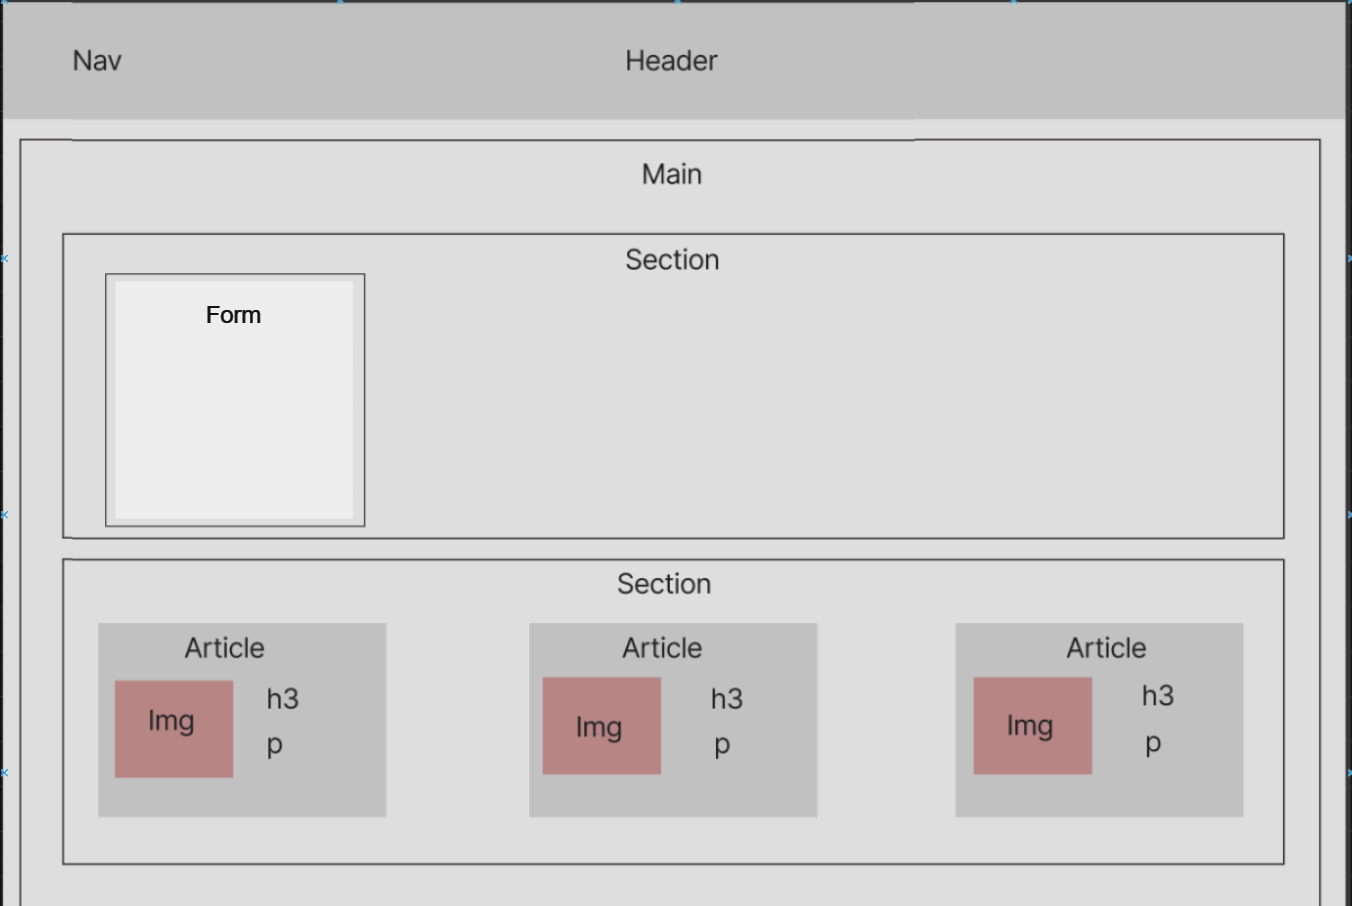 Nav
Header
Main
Section
Form
Section
Article
Img
h3
p
Article
Img
h3
p
Article
Img
h3
p